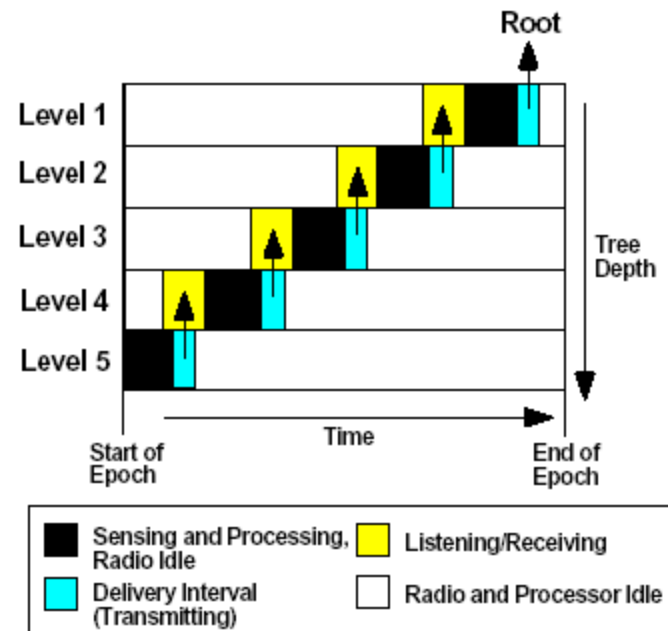 Root
Level 1
Level 2
Level 3
Level 4
Level 5
Tree
Depth
Time
Start of
Epoch
End of
Epoch
Sensing and Processing,
Radio Idle
Listening/Receiving
Delivery Interval
(Transmitting)
Radio and Processor Idle